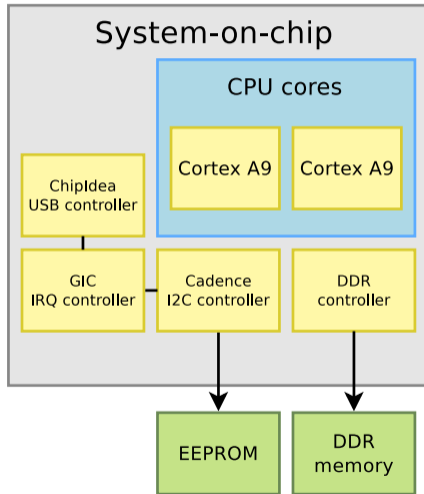 System-on-chip
CPU cores
Cortex A9
Cortex A9
ChipIdea
USB controller
GIC
IRQ controller
Cadence
I2C controller
DDR
controller
EEPROM
DDR
memory